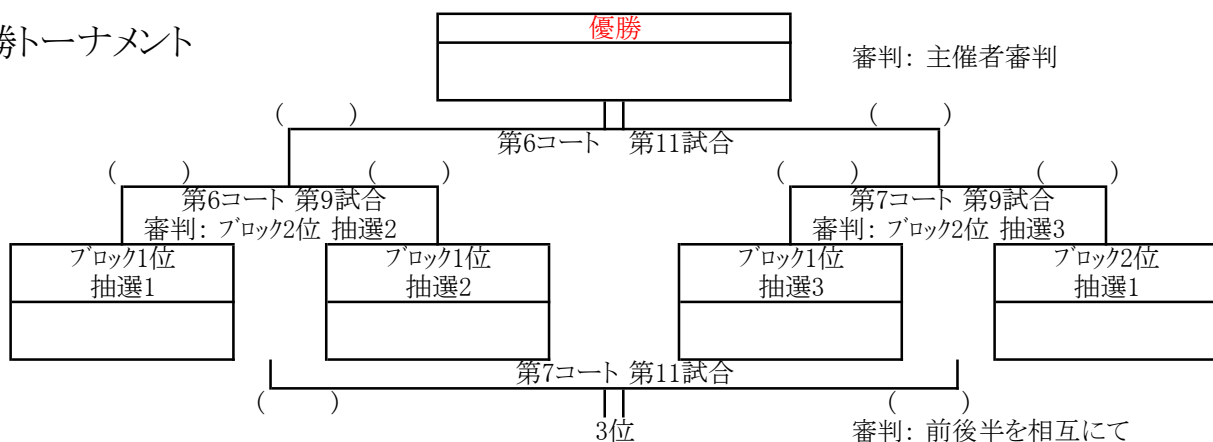 勝トーナメント
優勝
審判: 主催者審判
( ) ( )
第6コート 第11試合
( ) ( ) ( ) ( )
第6コート 第9試合 第7コート 第9試合
審判: ブロック2位 抽選2 審判: ブロック2位 抽選3
ブロック1位 ブロック1位 ブロック1位 ブロック2位
抽選1 抽選2 抽選3 抽選1
第7コート 第11試合
( ) ( )
3位 審判: 前後半を相互にて